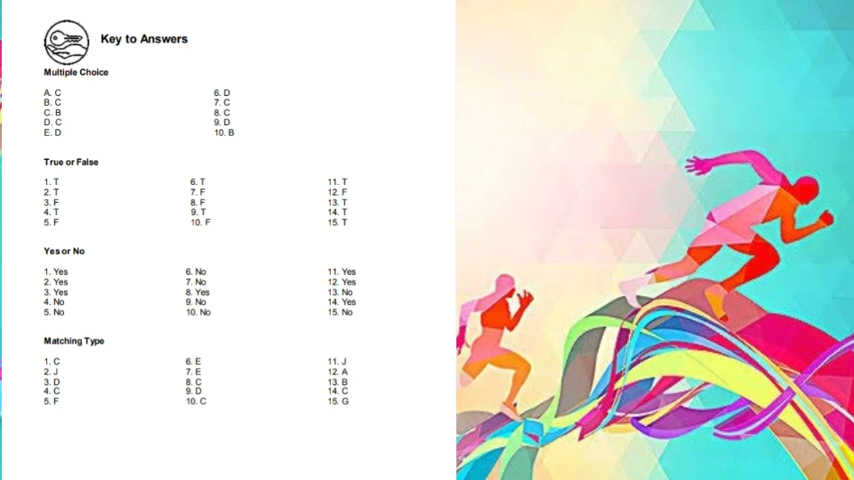 Key to Answers
Multiple Choice
A. C 6. D
B. C 7. C
C. B 8. C
D. C 9. D
E. D 10. B
True or False
1. T 6. T 11. T
2. T 7. F 12. F
3. F 8. F 13. T
4. T 9. T 14. T
5. F 10. F 15. T
Yes or No
1. Yes 6. No 11. Yes
2. Yes 7. No 12. Yes
3. Yes 8. Yes 13. No
4. No 9. No 14. Yes
5. No 10. No 15. No
Matching Type
1. C 6. E 11. J
2. J 7. E 12. A
3. D 8. C 13. B
4. C 9. D 14. C
5. F 10. C 15. G